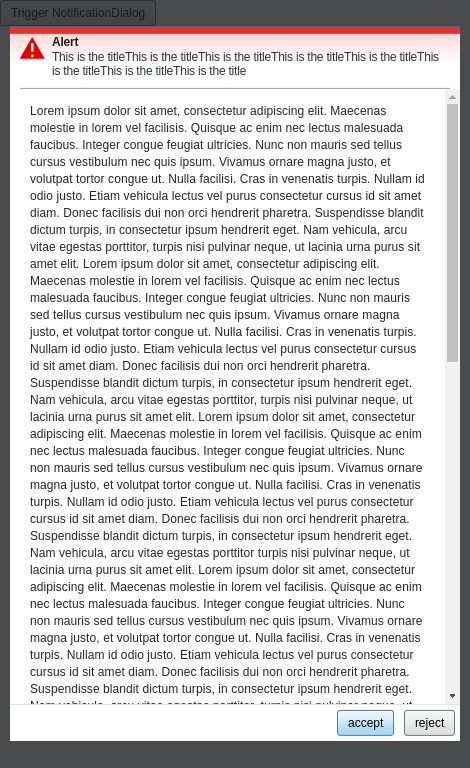 Trigger NotificationDialog
Alert
This is the titleThis is the titleThis is the titleThis is the titleThis is the titleThis
is the titleThis is the titleThis is the title
Lorem ipsum dolor sit amet, consectetur adipiscing elit. Maecenas
molestie in lorem vel facilisis. Quisque ac enim nec lectus malesuada
faucibus. Integer congue feugiat ultricies. Nunc non mauris sed tellus
cursus vestibulum nec quis ipsum. Vivamus ornare magna justo, et
volutpat tortor congue ut. Nulla facilisi. Cras in venenatis turpis. Nullam id
odio justo. Etiam vehicula lectus vel purus consectetur cursus id sit amet
diam. Donec facilisis dui non orci hendrerit pharetra. Suspendisse blandit
dictum turpis, in consectetur ipsum hendrerit eget. Nam vehicula, arcu
vitae egestas porttitor, turpis nisi pulvinar neque, ut lacinia urna purus sit
amet elit. Lorem ipsum dolor sit amet, consectetur adipiscing elit.
Maecenas molestie in lorem vel facilisis. Quisque ac enim nec lectus
malesuada faucibus. Integer congue feugiat ultricies. Nunc non mauris
sed tellus cursus vestibulum nec quis ipsum. Vivamus ornare magna
justo, et volutpat tortor congue ut. Nulla facilisi. Cras in venenatis turpis.
Nullam id odio justo. Etiam vehicula lectus vel purus consectetur cursus
id sit amet diam. Donec facilisis dui non orci hendrerit pharetra.
Suspendisse blandit dictum turpis, in consectetur ipsum hendrerit eget.
Nam vehicula, arcu vitae egestas porttitor, turpis nisi pulvinar neque, ut
lacinia urna purus sit amet elit. Lorem ipsum dolor sit amet, consectetur
adipiscing elit. Maecenas molestie in lorem vel facilisis. Quisque ac enim
nec lectus malesuada faucibus. Integer congue feugiat ultricies. Nunc
non mauris sed tellus cursus vestibulum nec quis ipsum. Vivamus ornare
magna justo, et volutpat tortor congue ut. Nulla facilisi. Cras in venenatis
turpis. Nullam id odio justo. Etiam vehicula lectus vel purus consectetur
cursus id sit amet diam. Donec facilisis dui non orci hendrerit pharetra.
Suspendisse blandit dictum turpis, in consectetur ipsum hendrerit eget.
Nam vehicula, arcu vitae egestas porttitor turpis nisi pulvinar neque, ut
lacinia urna purus sit amet elit. Lorem ipsum dolor sit amet, consectetur
adipiscing elit. Maecenas molestie in lorem vel facilisis. Quisque ac enim
nec lectus malesuada faucibus. Integer congue feugiat ultricies. Nunc
non mauris sed tellus cursus vestibulum nec quis ipsum. Vivamus ornare
magna justo, et volutpat tortor congue ut. Nulla facilisi. Cras in venenatis
turpis. Nullam id odio justo. Etiam vehicula lectus vel purus consectetur
cursus id sit amet diam. Donec facilisis dui non orci hendrerit pharetra.
Suspendisse blandit dictum turpis, in consectetur ipsum hendrerit eget.
accept
reject